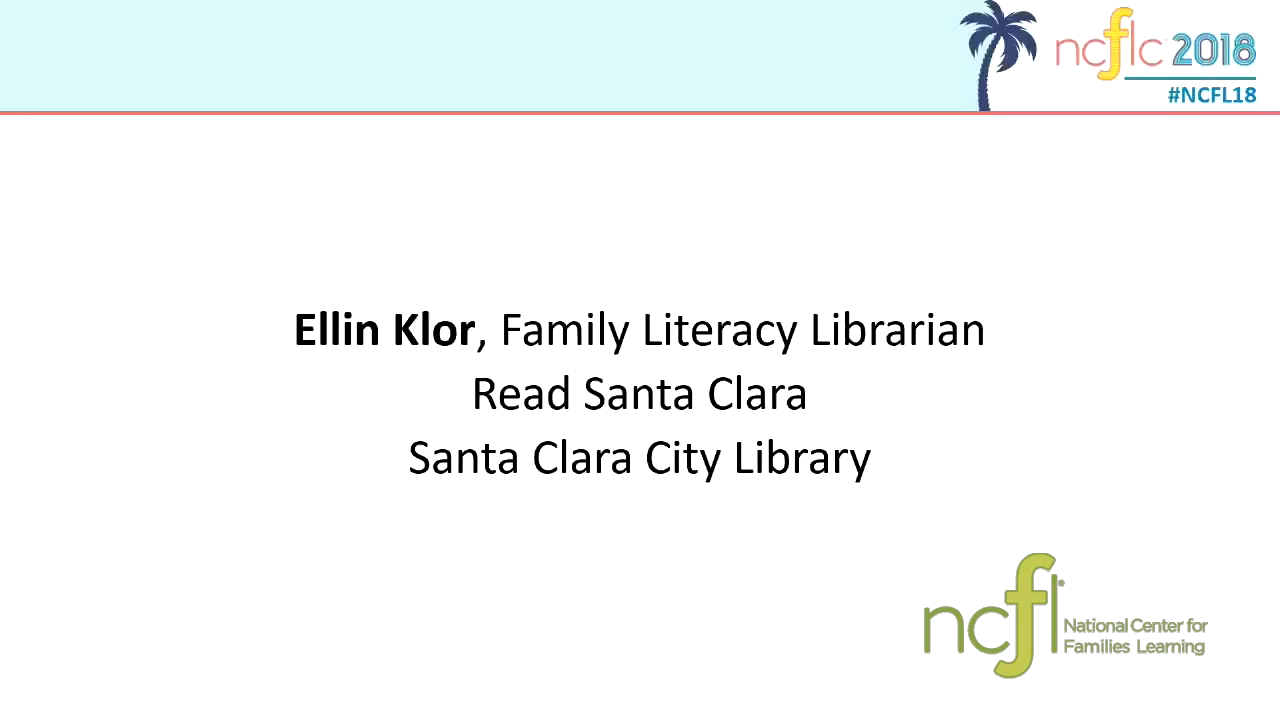 ncflc 2018
#NCFL18
Ellin Klor, Family Literacy Librarian
Read Santa Clara
Santa Clara City Library
ncfl®
National Center for
Families Learning